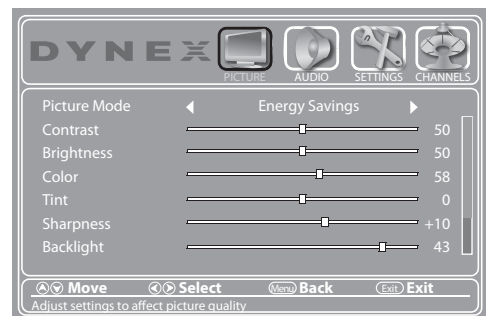 DYNEX
PICTURE AUDIO SETTINGS CHANNELS
Picture Mode Energy Savings
Contrast 50
Brightness 50
Color 58
Tint 0
Sharpness +10
Backlight 43
Move Select Menu Back Exit Exit
Adjust settings to affect picture quality